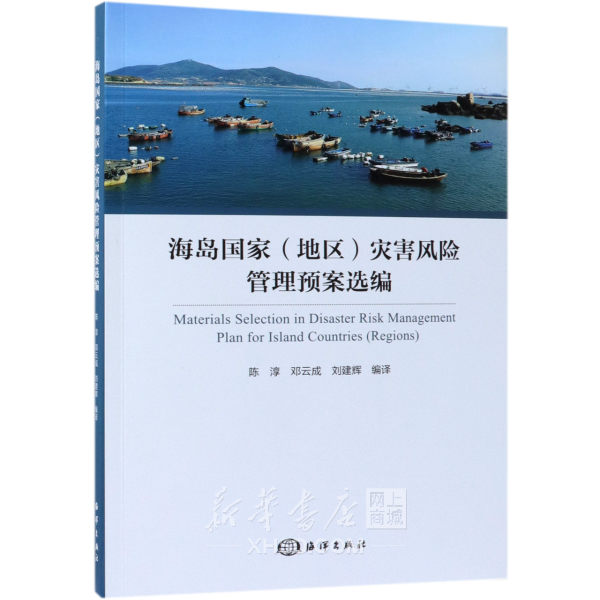 海岛国家（地区）灾害风险管理预案选编
陈 淳 邓云成 刘建辉 编译
海洋出版社
海岛国家（地区）灾害风险
管理预案选编
Materials Selection in Disaster Risk Management
Plan for Island Countries (Regions)
陈 淳 邓云成 刘建辉 编译
新华书店
网上
商城
海洋出版社